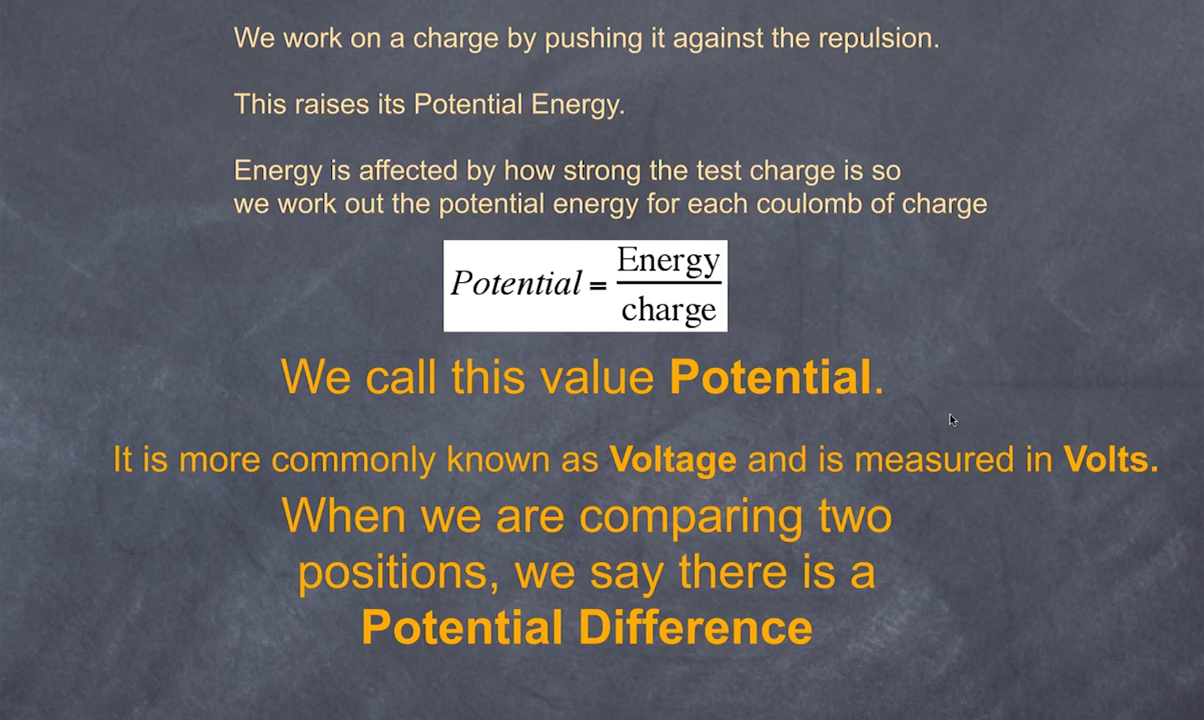 We work on a charge by pushing it against the repulsion.
This raises its Potential Energy.
Energy is affected by how strong the test charge is so
we work out the potential energy for each coulomb of charge
Potential = Energy / charge
We call this value Potential.
It is more commonly known as Voltage and is measured in Volts.
When we are comparing two
positions, we say there is a
Potential Difference